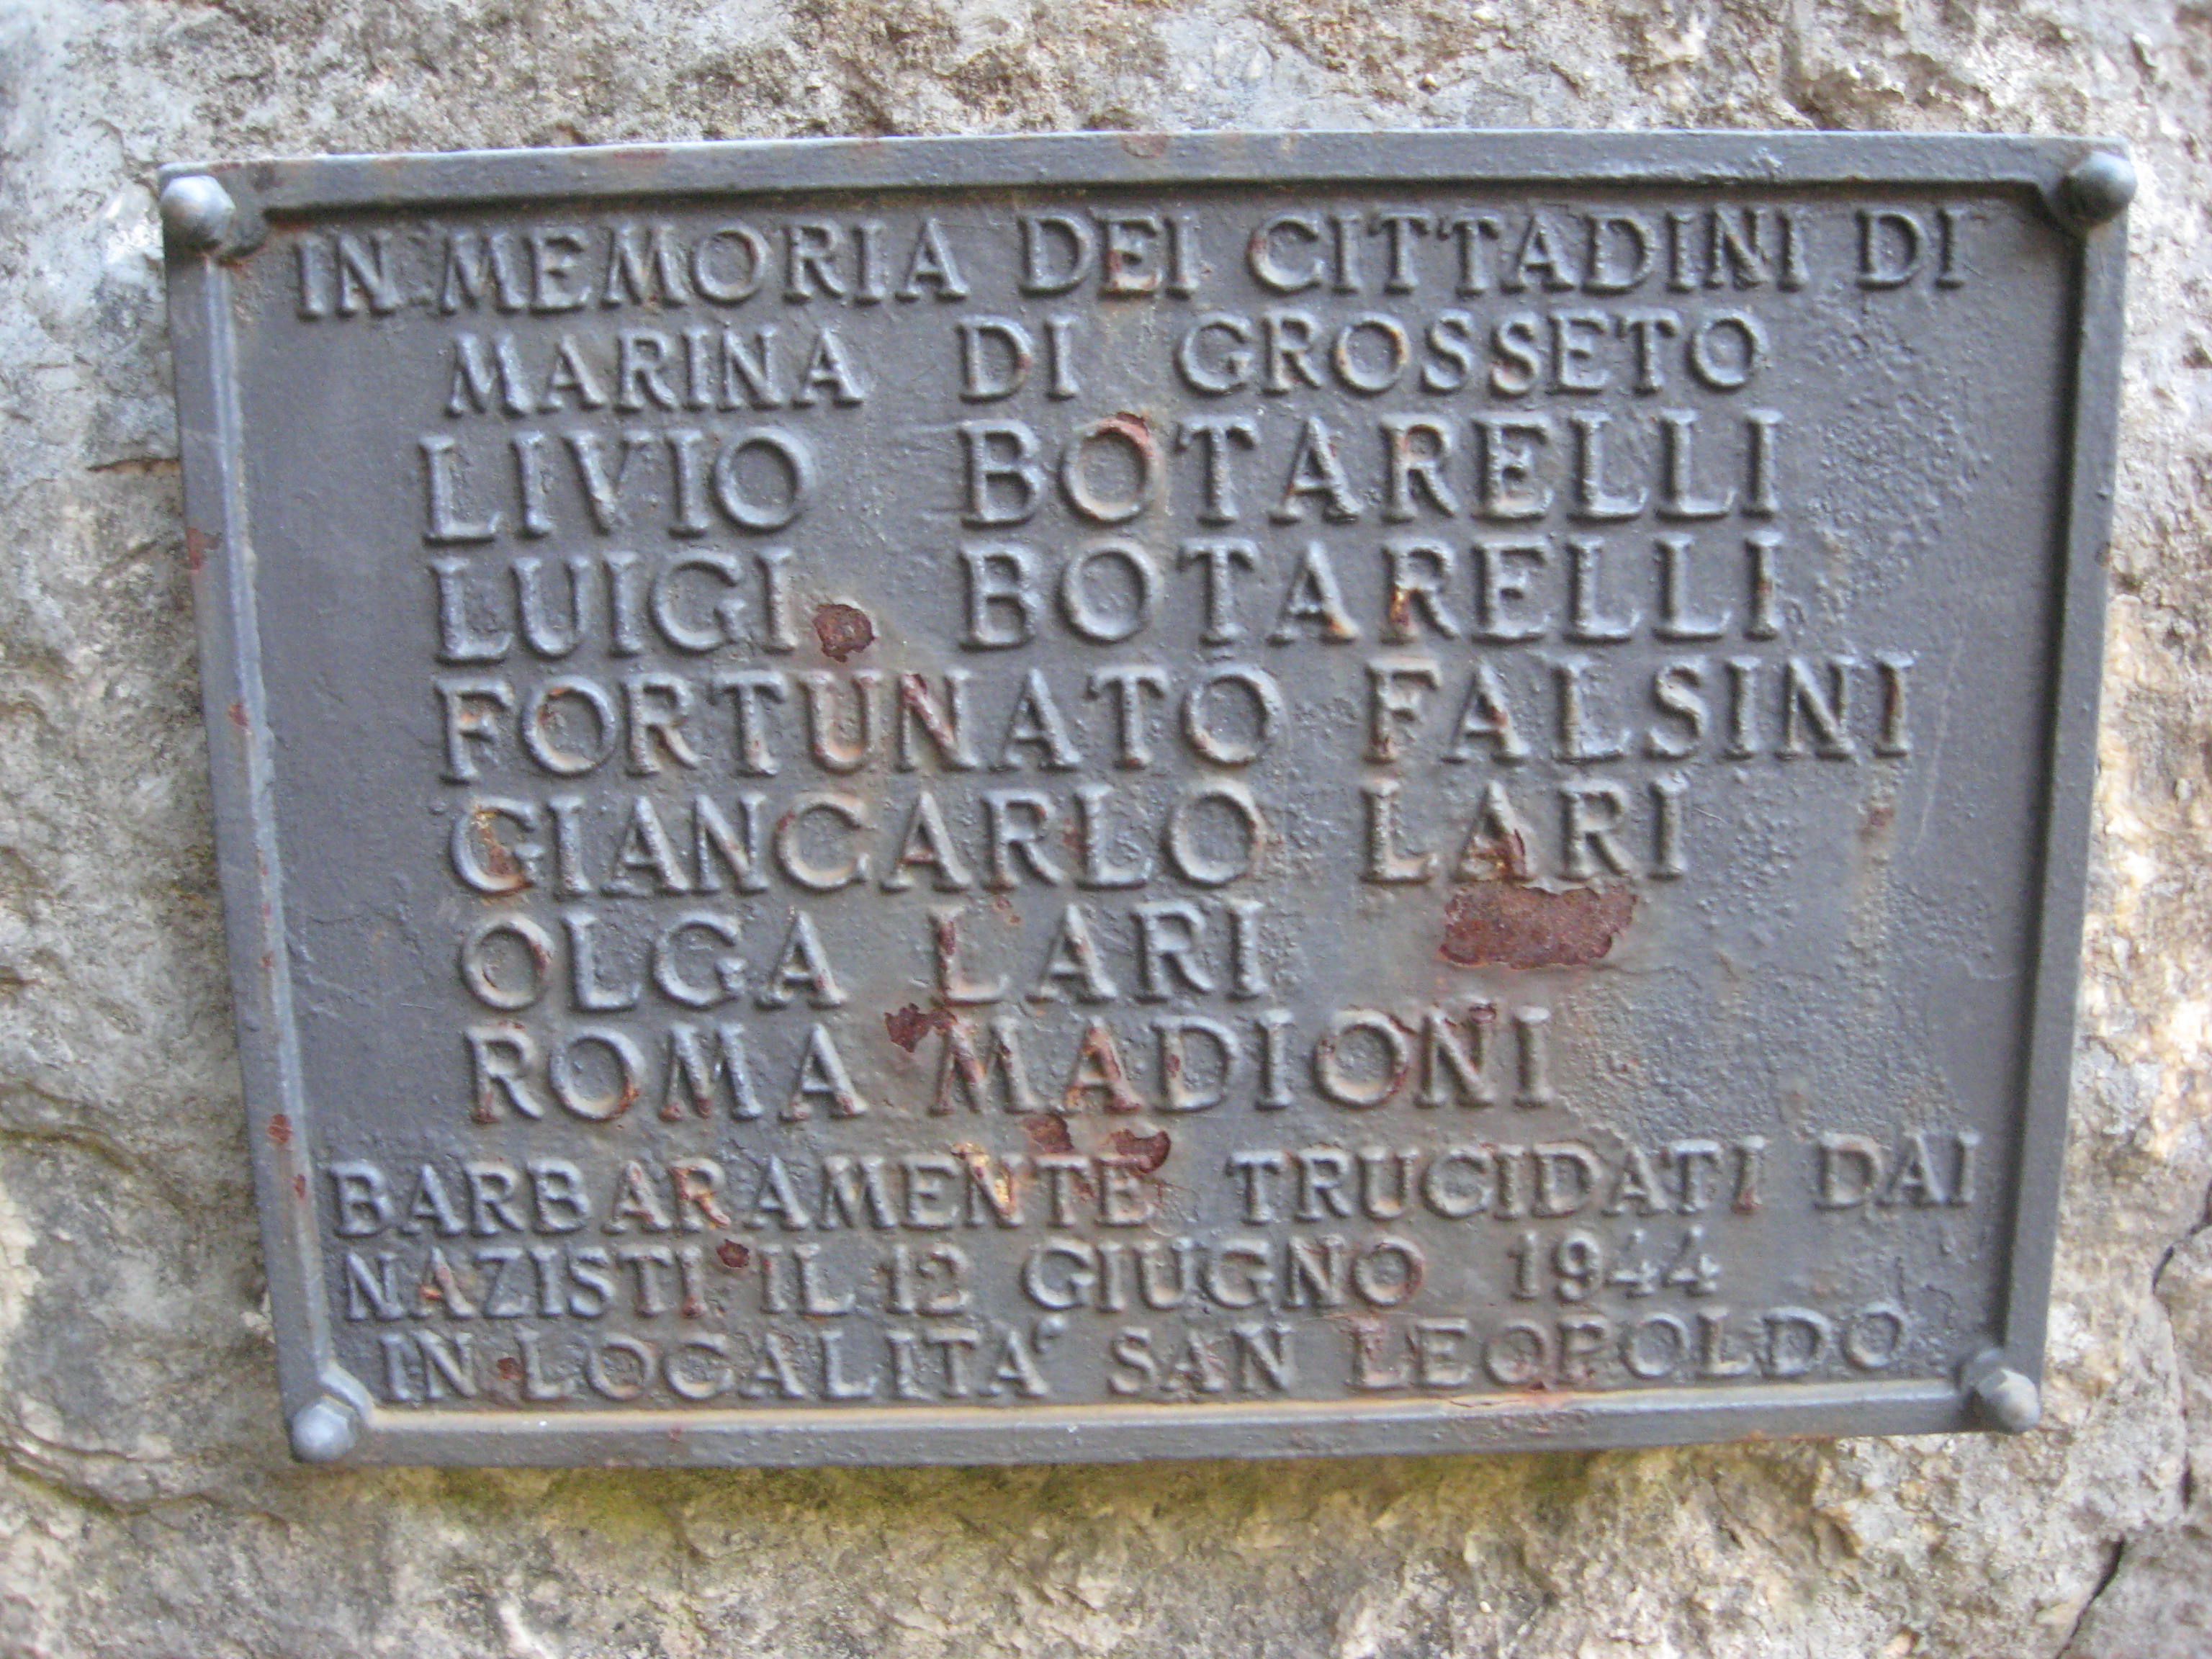 IN MEMORIA DEI CITTADINI DI
MARINA DI GROSSETO
LIVIO BOTARELLI
LUIGI BOTARELLI
FORTUNATO FALSINI
GIANCARLO LARI
OLGA LARI
ROMA MADIONI
BARBARAMENTE TRUCIDATI DAI
NAZISTI IL 12 GIUGNO 1944
IN LOCALITA' SAN LEOPOLDO